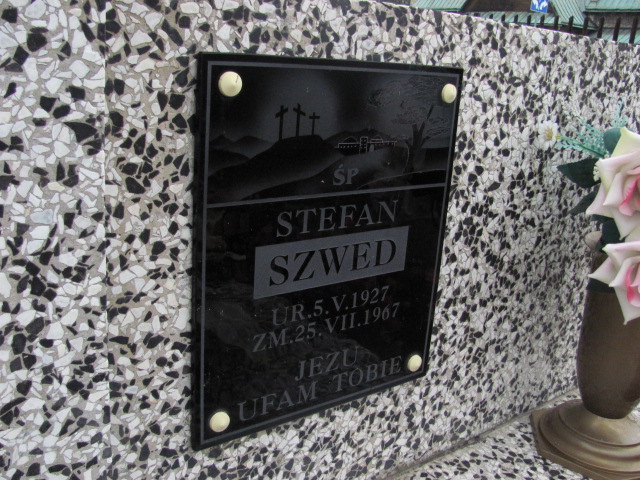 ŚP
STEFAN
SZWED
UR.5.V.1927
ZM.25.VII.1967
JEZU
UFAM TOBIE